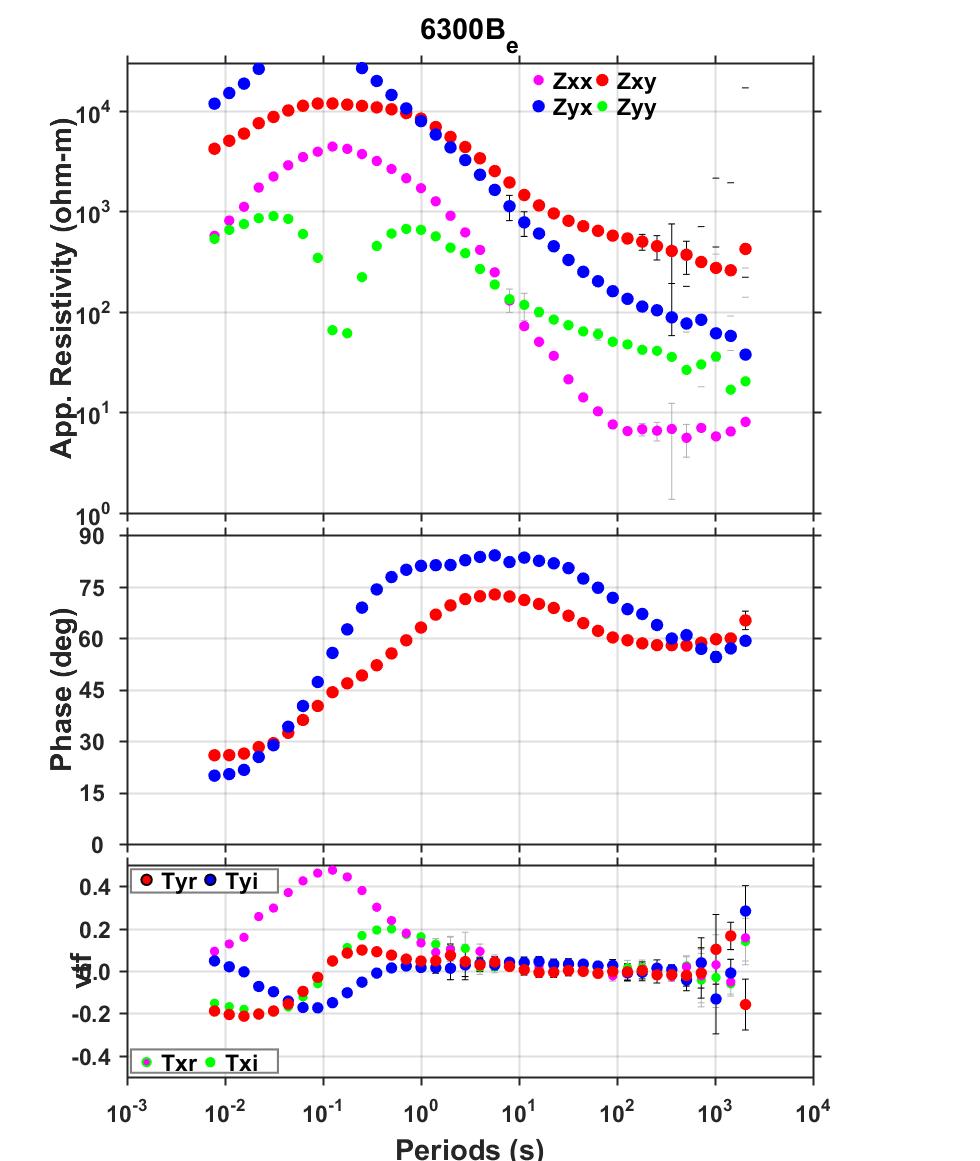 6300Be
App. Resistivity (ohm-m)
Zxx Zxy
Zyx Zyy
10^4
10^3
10^2
10^1
10^0
Phase (deg)
90
75
60
45
30
15
0
vtf
Tyr Tyi
0.4
0.2
0.0
-0.2
-0.4
Txr Txi
10^-3 10^-2 10^-1 10^0 10^1 10^2 10^3 10^4
Periods (s)